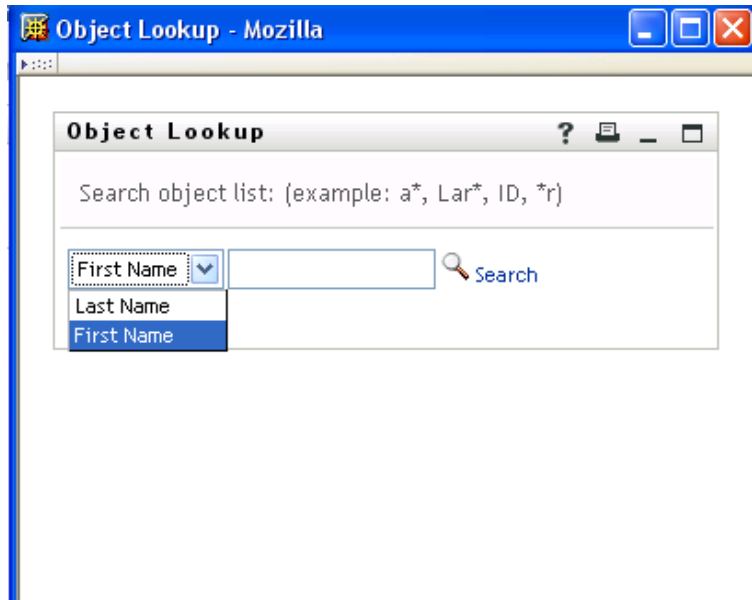 Object Lookup - Mozilla
Object Lookup
?
Search object list: (example: a*, Lar*, ID, *r)
First Name
Search
Last Name
First Name